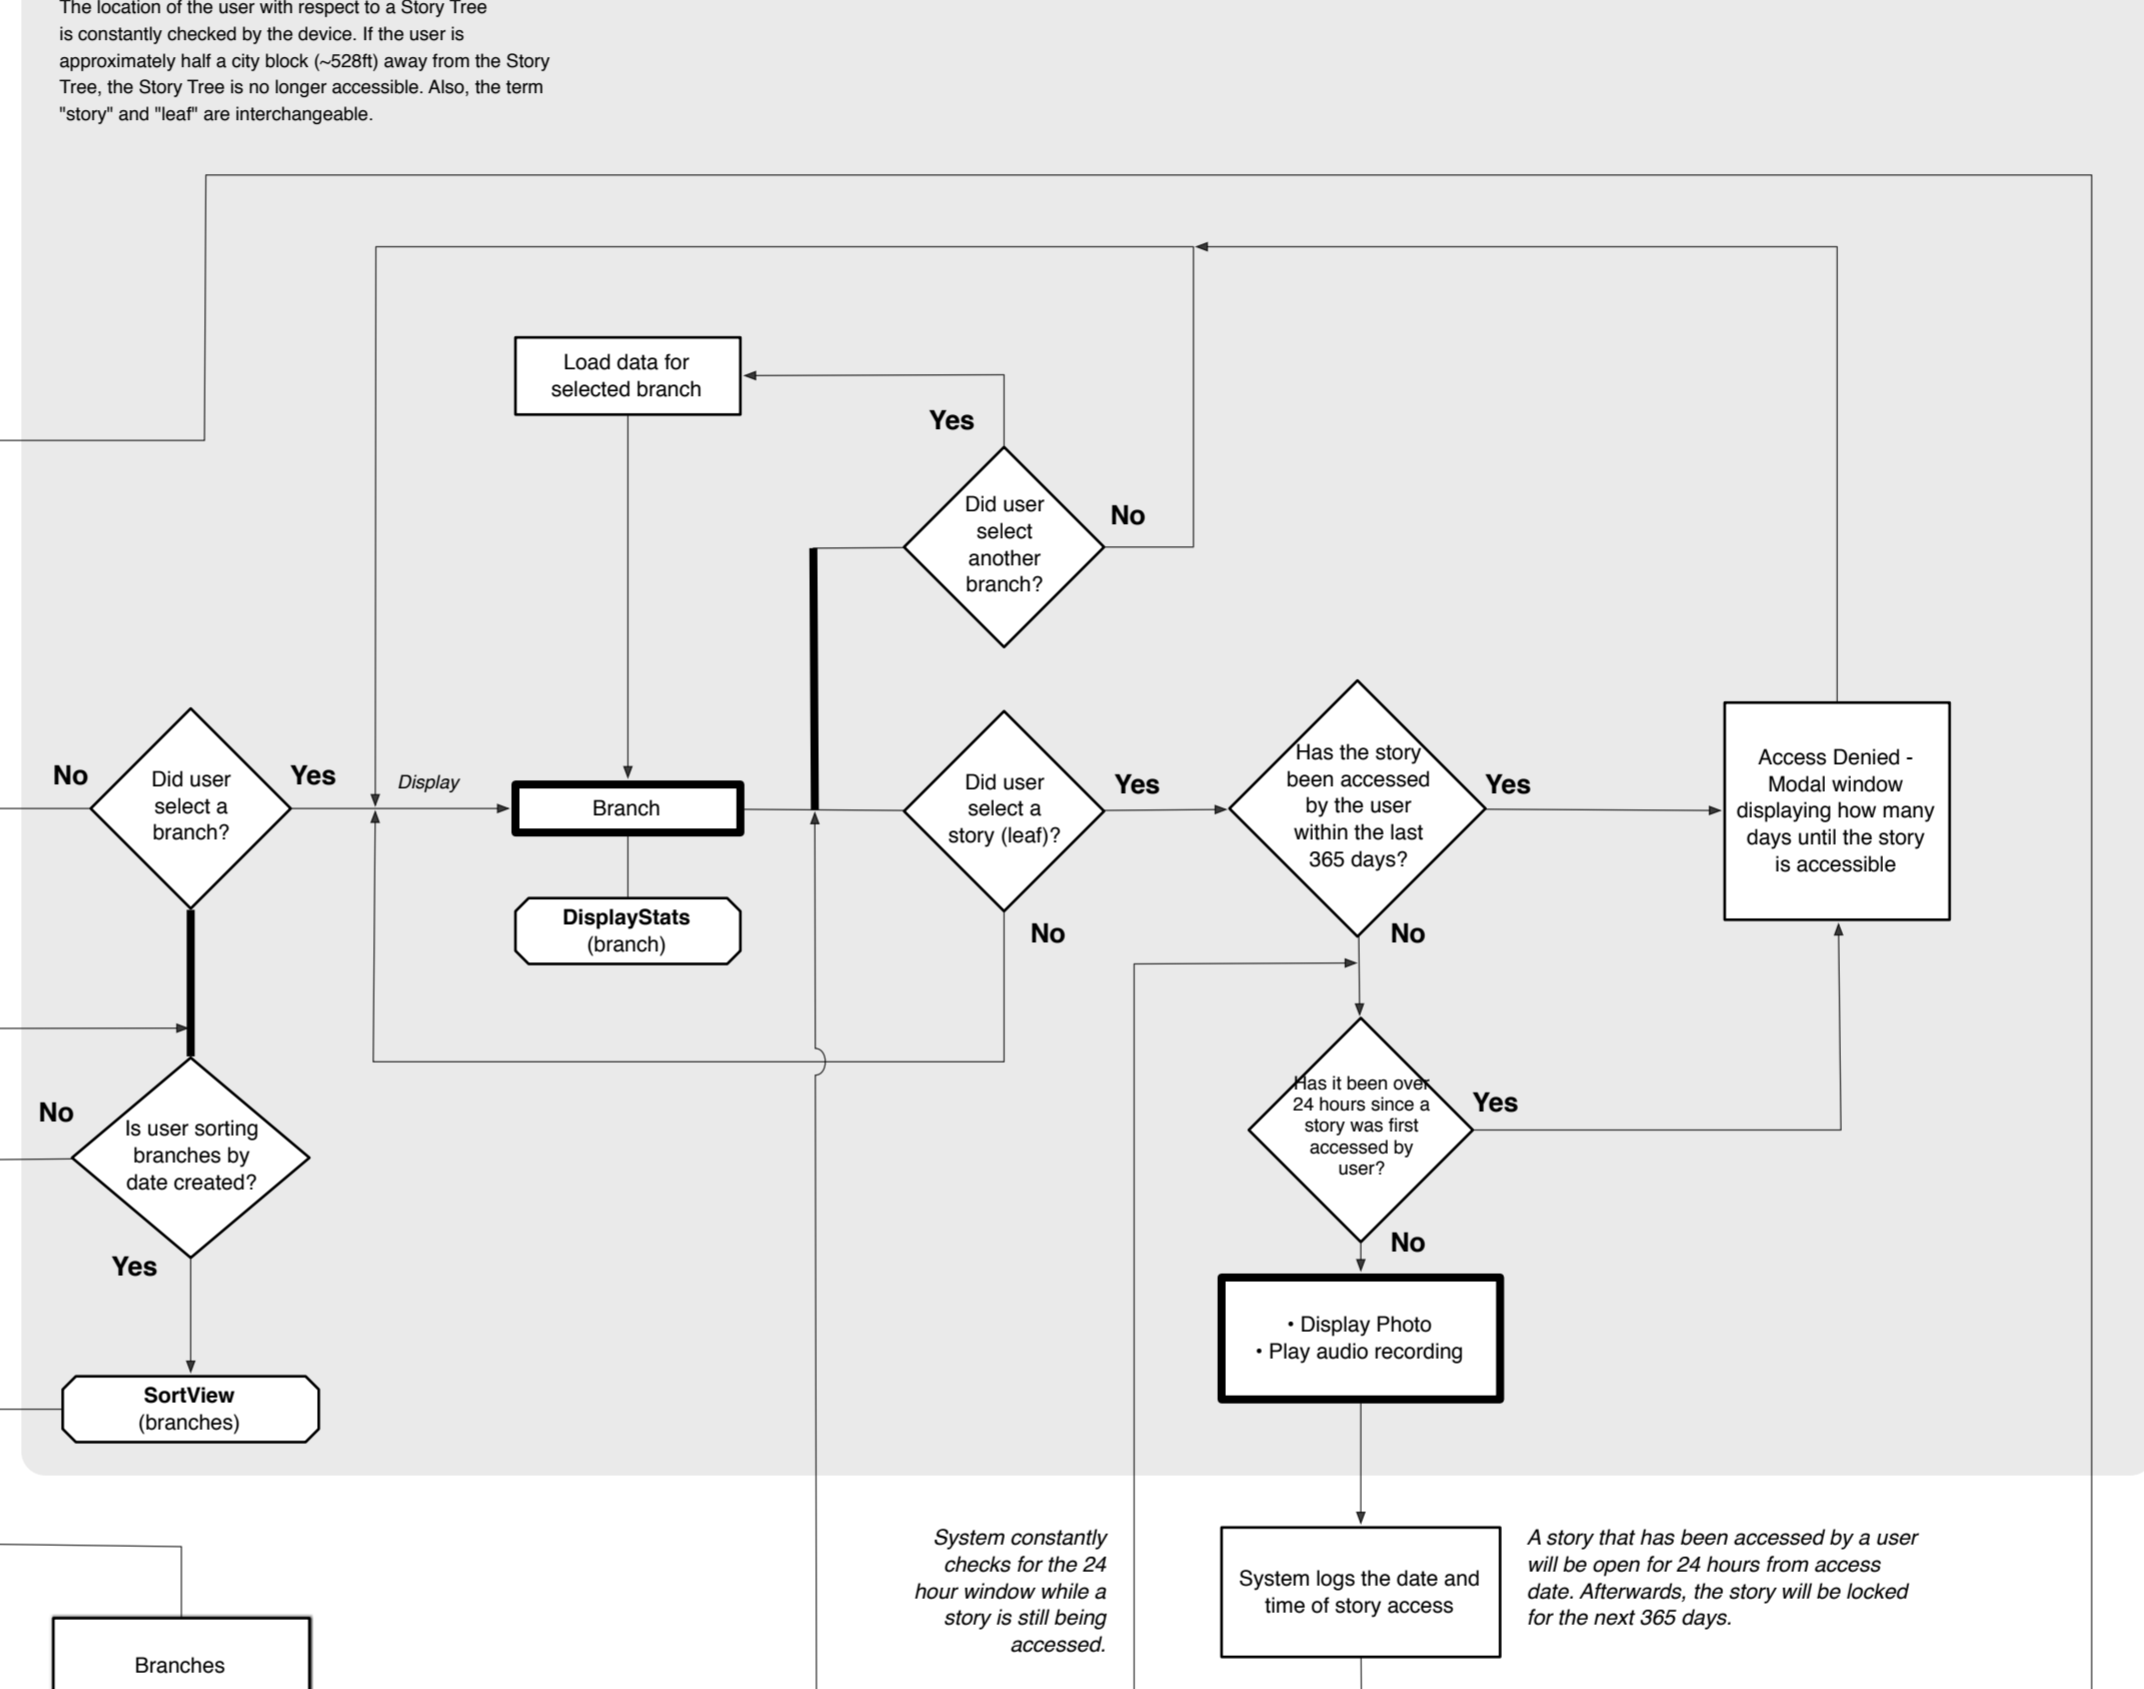 The location of the user with respect to a Story Tree
is constantly checked by the device. If the user is
approximately half a city block (~528ft) away from the Story
Tree, the Story Tree is no longer accessible. Also, the term
"story" and "leaf" are interchangeable.
Load data for
selected branch
Yes
Did user
select
another
branch?
No
No
Did user
select a
branch?
Yes
Display
Branch
DisplayStats
(branch)
Did user
select a
story (leaf)?
Yes
No
Has the story
been accessed
by the user
within the last
365 days?
Yes
No
Access Denied -
Modal window
displaying how many
days until the story
is accessible
No
Is user sorting
branches by
date created?
Yes
Has it been over
24 hours since a
story was first
accessed by
user?
Yes
No
• Display Photo
• Play audio recording
SortView
(branches)
System constantly
checks for the 24
hour window while a
story is still being
accessed.
System logs the date and
time of story access
A story that has been accessed by a user
will be open for 24 hours from access
date. Afterwards, the story will be locked
for the next 365 days.
Branches